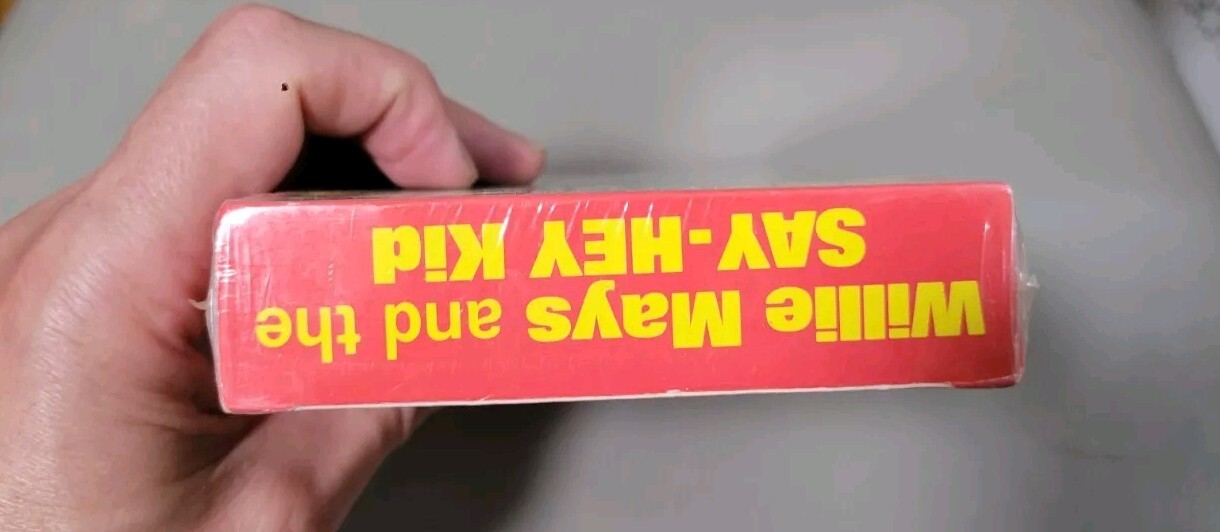 Willie Mays and the
SAY-HEY Kid